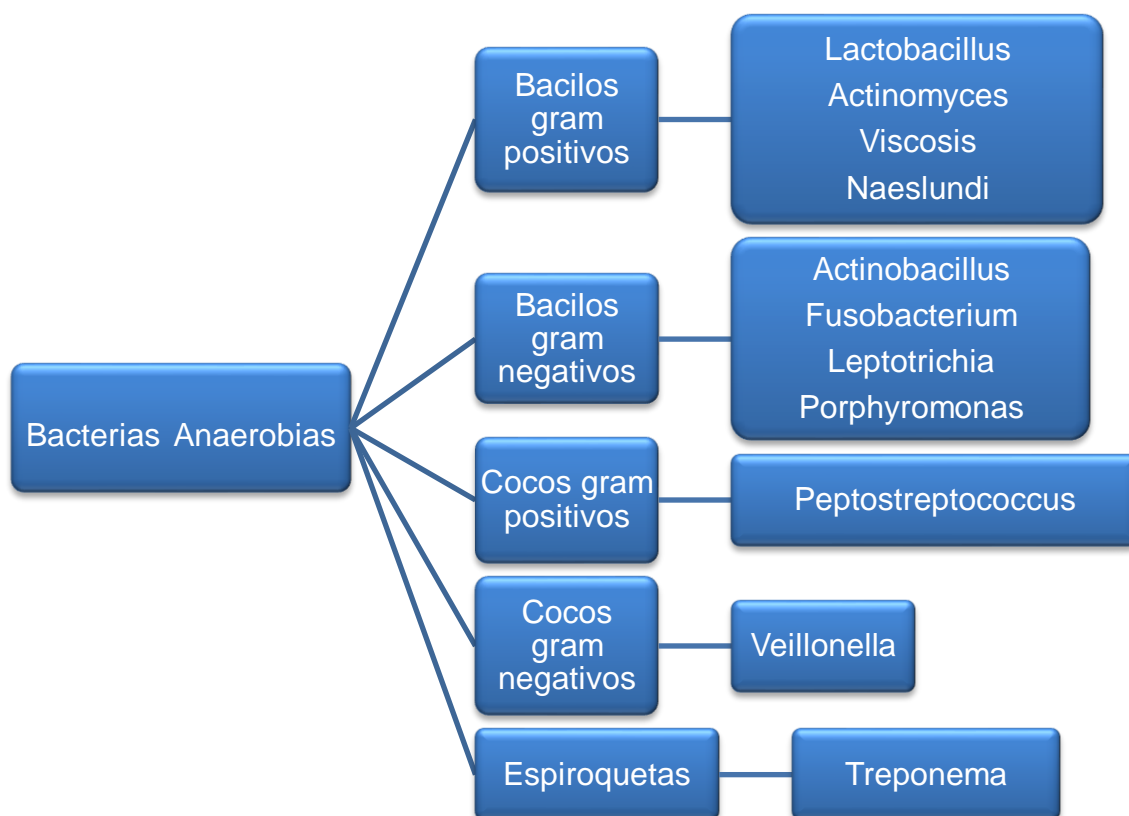 Bacterias Anaerobias
Bacilos
gram
positivos
Lactobacillus
Actinomyces
Viscosis
Naeslundi
Bacilos
gram
negativos
Actinobacillus
Fusobacterium
Leptotrichia
Porphyromonas
Cocos gram
positivos
Peptostreptococcus
Cocos
gram
negativos
Veillonella
Espiroquetas
Treponema